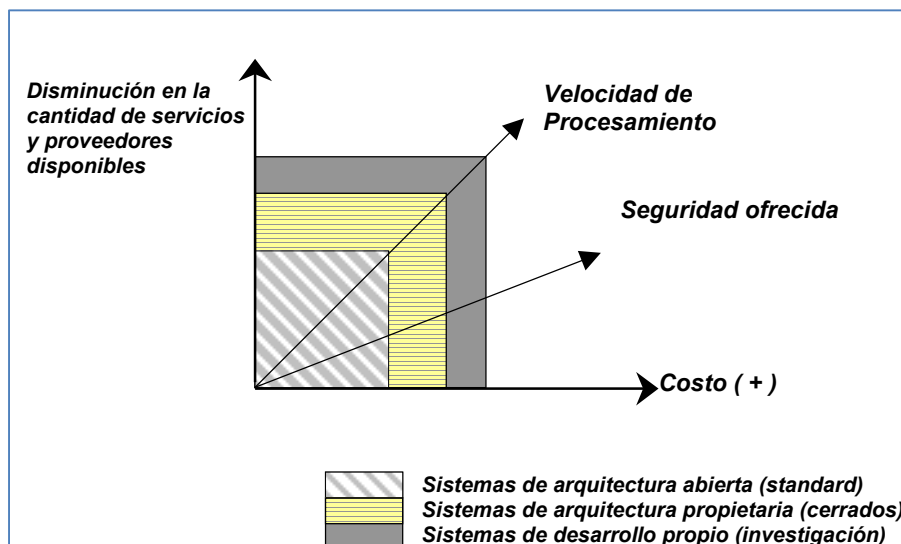 Disminución en la
cantidad de servicios
y proveedores
disponibles
Velocidad de
Procesamiento
Seguridad ofrecida
Costo ( + )
Sistemas de arquitectura abierta (standard)
Sistemas de arquitectura propietaria (cerrados)
Sistemas de desarrollo propio (investigación)